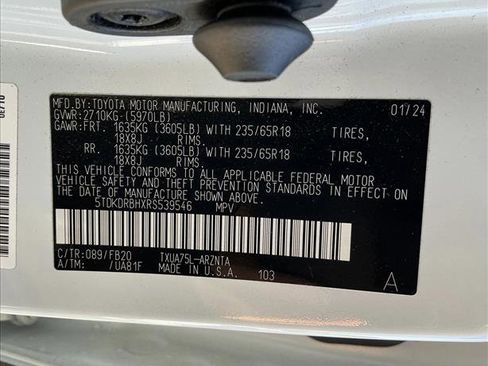 MFD.BY:TOYOTA MOTOR MANUFACTURING, INDIANA, INC. 01/24
GVWR:2710KG-(5970LB)
GAWR:FRT. 1635KG (3605LB) WITH 235/65R18 TIRES,
18X8J RIMS.
RR. 1635KG (3605LB) WITH 235/65R18 TIRES,
18X8J RIMS.
THIS VEHICLE CONFORMS TO ALL APPLICABLE FEDERAL MOTOR
VEHICLE SAFETY AND THEFT PREVENTION STANDARDS IN EFFECT ON
THE DATE OF MANUFACTURE SHOWN ABOVE.
5TDKDRBHXRS539546 MPV
C/TR:089/FB20 TXUA75L-ARZNTA
A/TM: /UA81F MADE IN U.S.A. 103 A